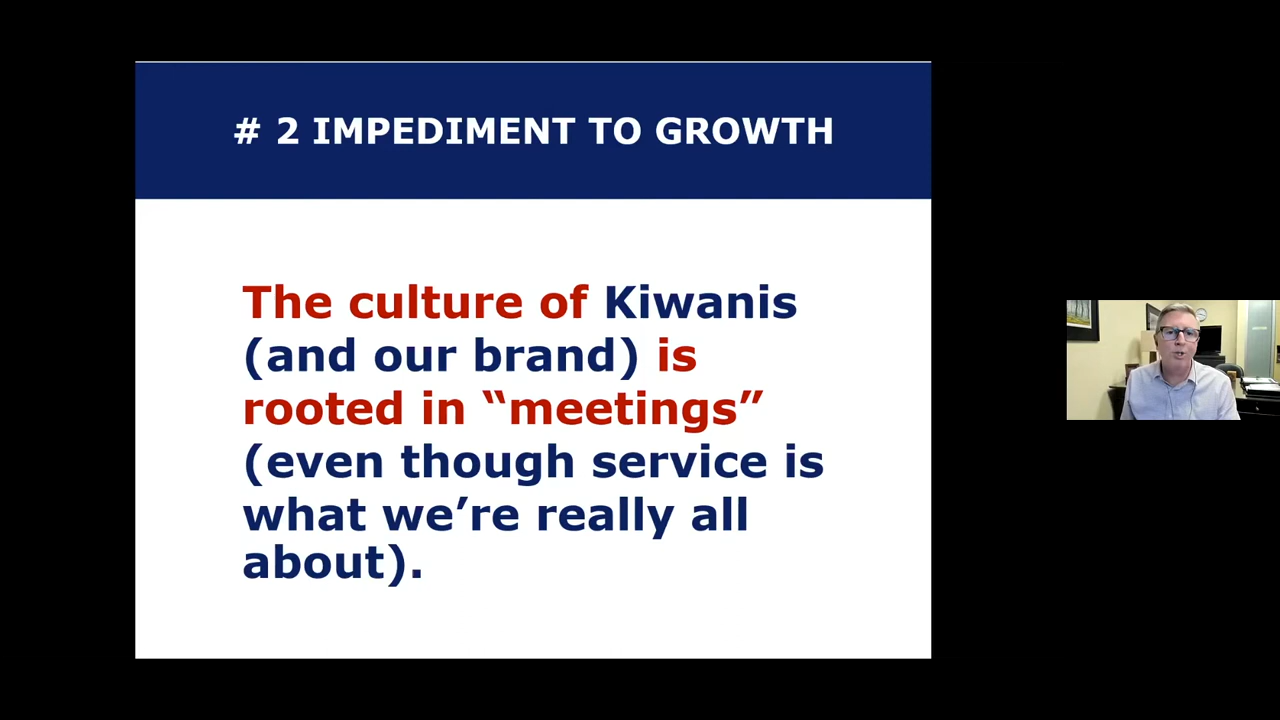 # 2 IMPEDIMENT TO GROWTH
The culture of Kiwanis
(and our brand) is
rooted in “meetings”
(even though service is
what we’re really all
about).